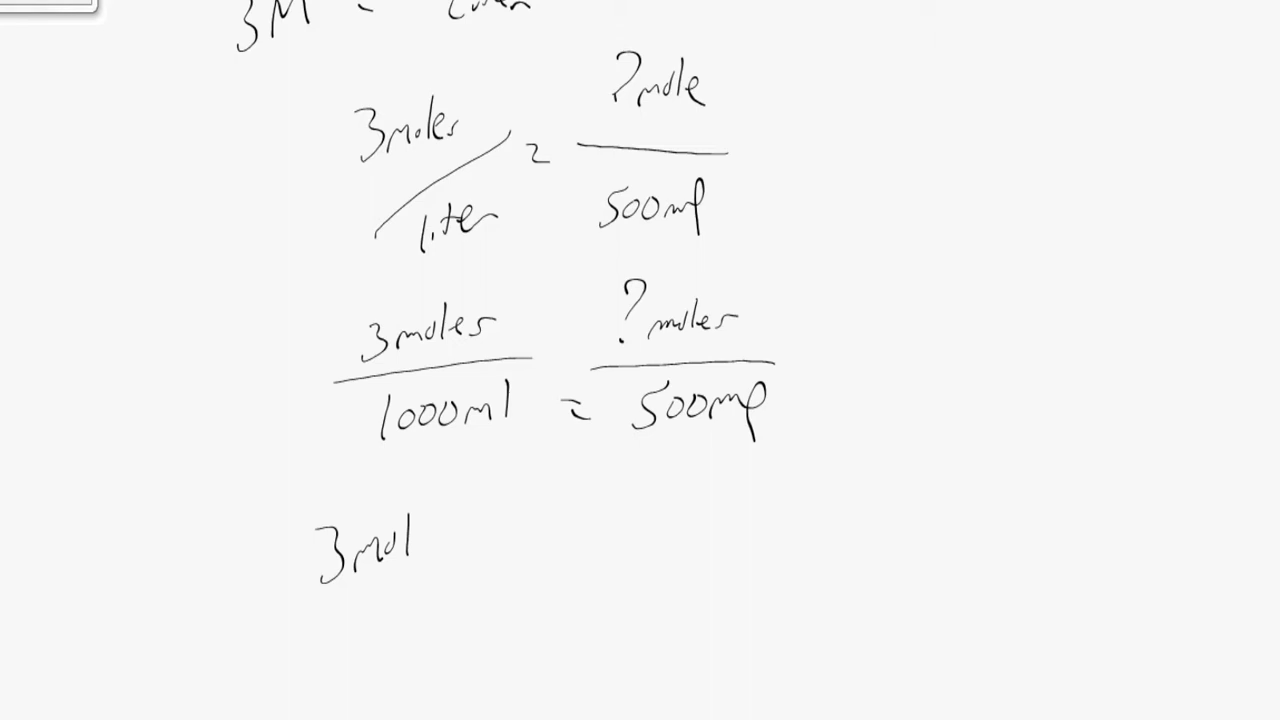 3M =
3moles = ?mole
liter 500ml
3moles ?moles
1000ml = 500ml
3mol